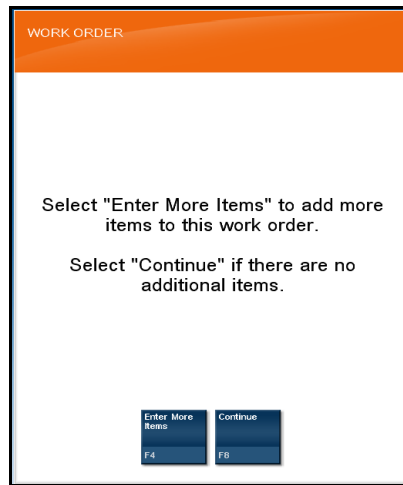 WORK ORDER
Select "Enter More Items" to add more
items to this work order.
Select "Continue" if there are no
additional items.
Enter More
Items
F4
Continue
F8